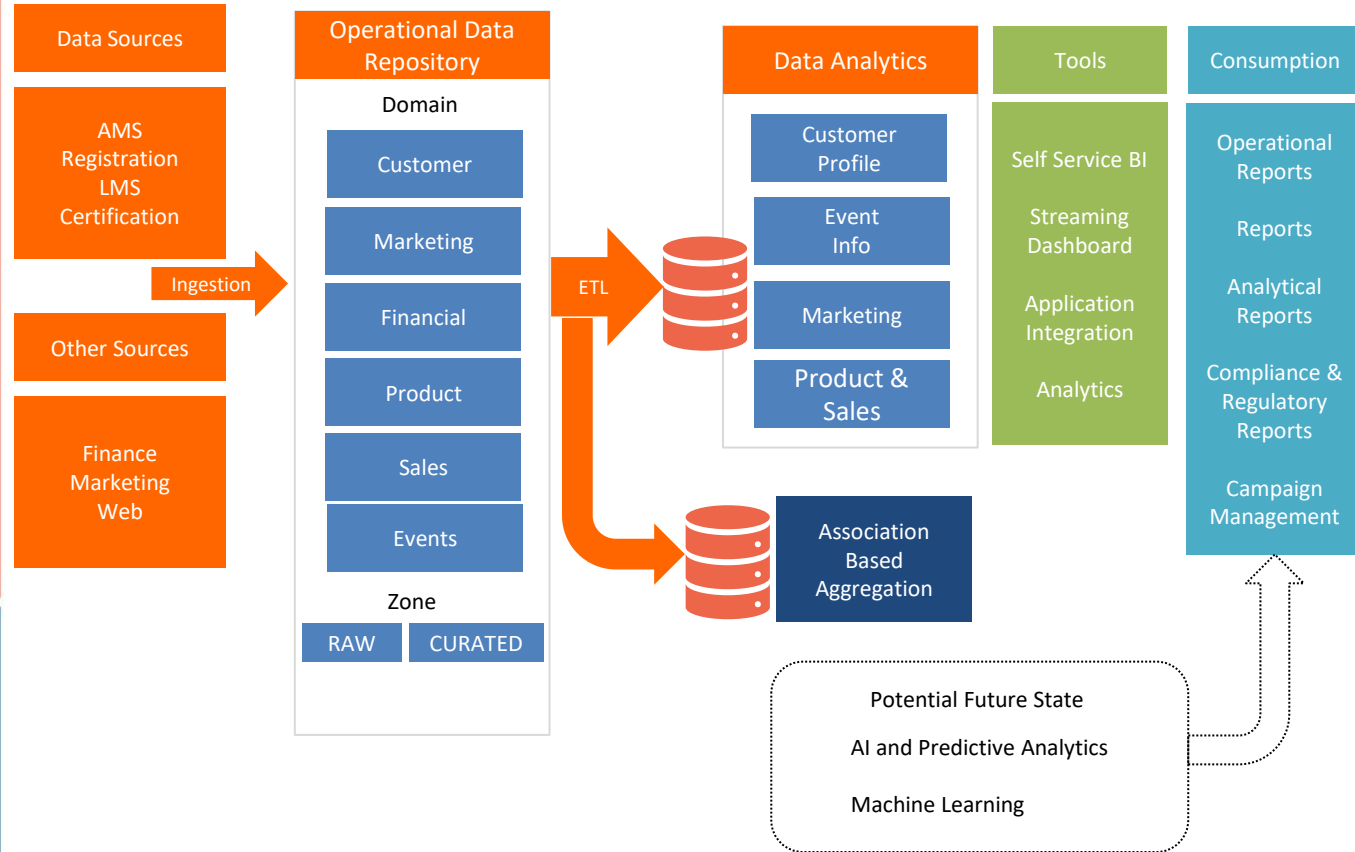 Data Sources
AMS
Registration
LMS
Certification
Ingestion
Other Sources
Finance
Marketing
Web
Operational Data
Repository
Domain
Customer
Marketing
Financial
Product
Sales
Events
Zone
RAW
CURATED
ETL
Data Analytics
Customer
Profile
Event
Info
Marketing
Product &
Sales
Association
Based
Aggregation
Tools
Self Service BI
Streaming
Dashboard
Application
Integration
Analytics
Consumption
Operational
Reports
Reports
Analytical
Reports
Compliance &
Regulatory
Reports
Campaign
Management
Potential Future State
AI and Predictive Analytics
Machine Learning